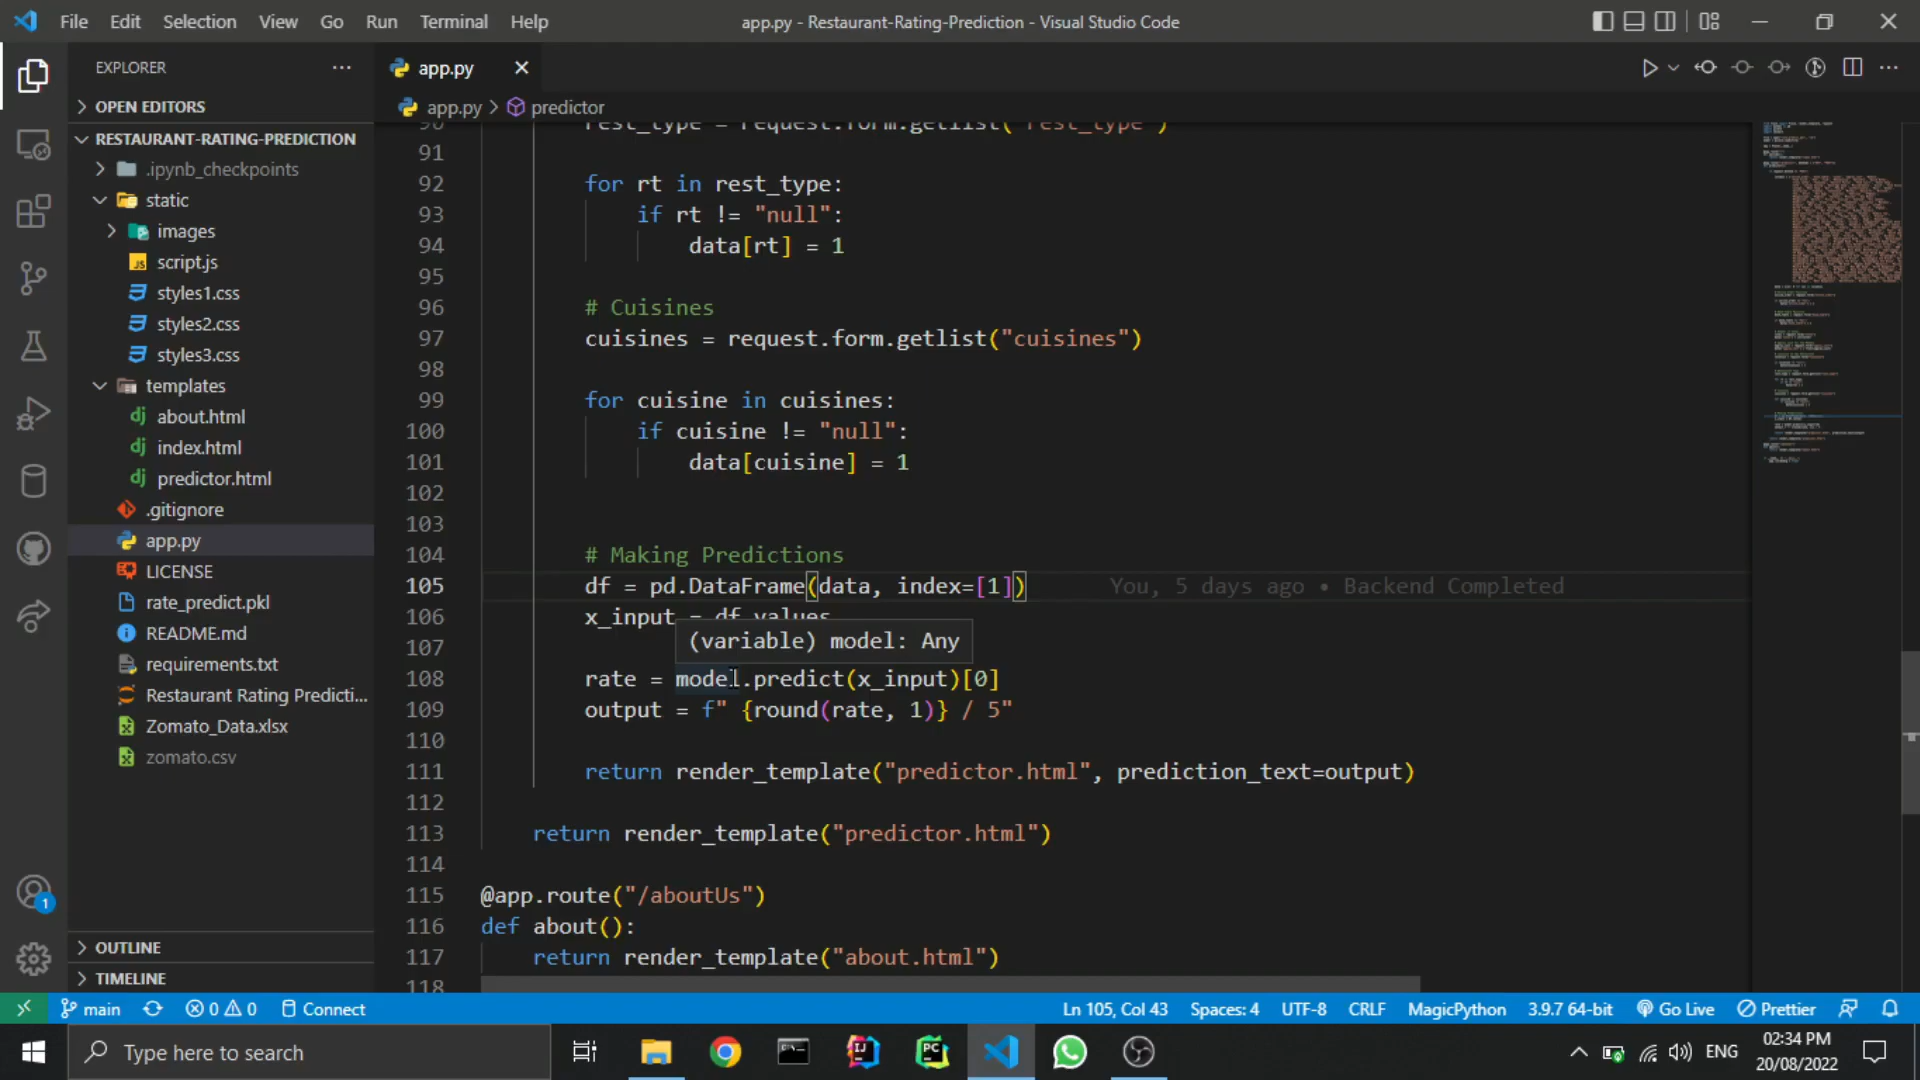 File Edit Selection View Go Run Terminal Help
app.py - Restaurant-Rating-Prediction - Visual Studio Code
EXPLORER
OPEN EDITORS
RESTAURANT-RATING-PREDICTION
.ipynb_checkpoints
static
images
script.js
styles1.css
styles2.css
styles3.css
templates
about.html
index.html
predictor.html
.gitignore
app.py
LICENSE
rate_predict.pkl
README.md
requirements.txt
Restaurant Rating Predicti...
Zomato_Data.xlsx
zomato.csv
OUTLINE
TIMELINE
app.py
app.py > predictor
90 rest_type = request.form.getlist("rest_type")
91
92 for rt in rest_type:
93 if rt != "null":
94 data[rt] = 1
95
96 # Cuisines
97 cuisines = request.form.getlist("cuisines")
98
99 for cuisine in cuisines:
100 if cuisine != "null":
101 data[cuisine] = 1
102
103
104 # Making Predictions
105 df = pd.DataFrame(data, index=[1]) You, 5 days ago • Backend Completed
106 x_input = df.values
(variable) model: Any
107
108 rate = model.predict(x_input)[0]
109 output = f" {round(rate, 1)} / 5"
110
111 return render_template("predictor.html", prediction_text=output)
112
113 return render_template("predictor.html")
114
115 @app.route("/aboutUs")
116 def about():
117 return render_template("about.html")
118
main 0 0 Connect
Ln 105, Col 43 Spaces: 4 UTF-8 CRLF MagicPython 3.9.7 64-bit Go Live Prettier
Type here to search
ENG
02:34 PM
20/08/2022